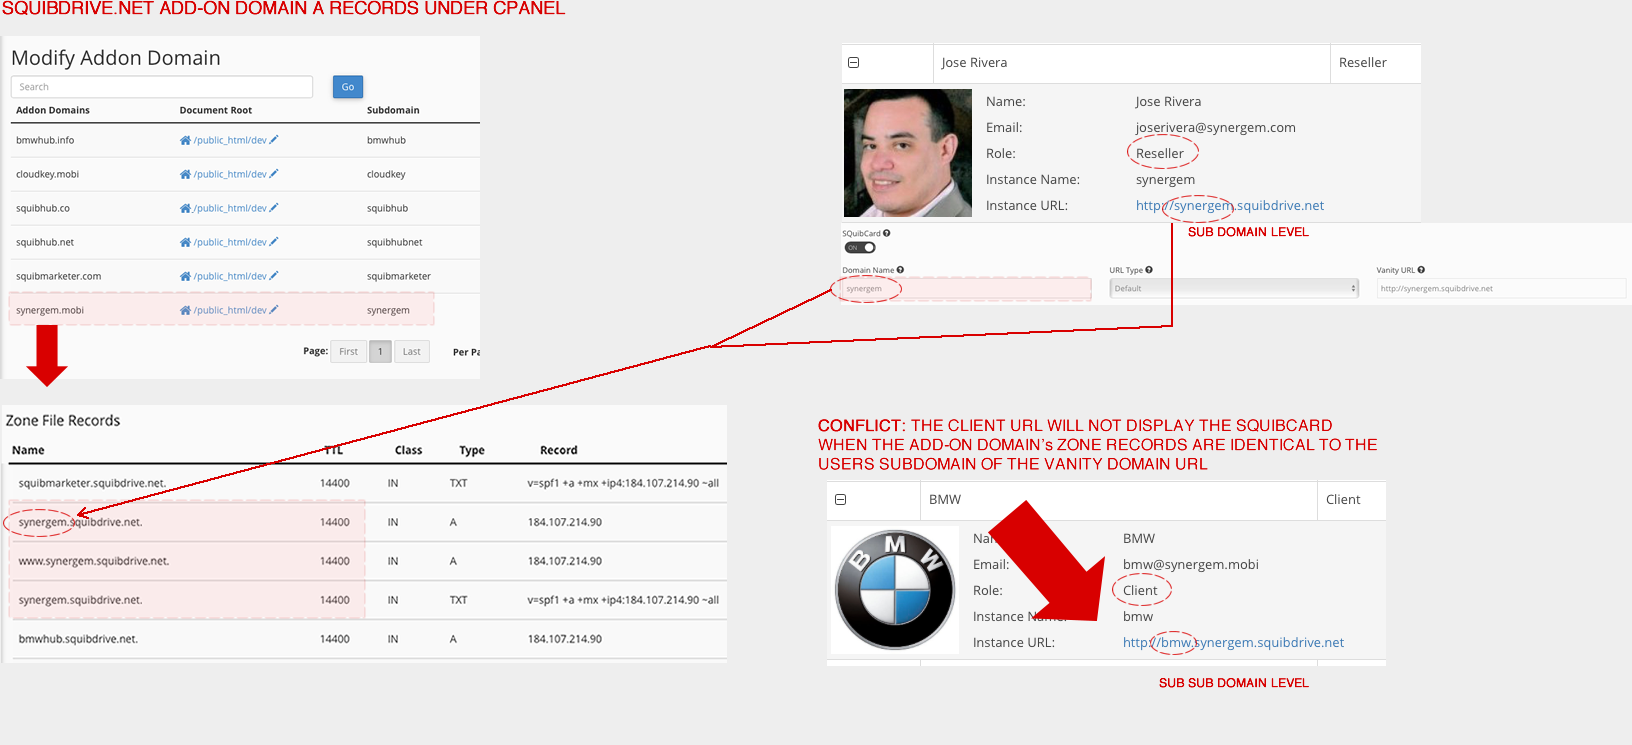 SQUIBDRIVE.NET ADD-ON DOMAIN A RECORDS UNDER CPANEL
Modify Addon Domain
Search
Go
Addon Domains Document Root Subdomain
bmwhub.info /public_html/dev bmwhub
cloudkey.mobi /public_html/dev cloudkey
squibhub.co /public_html/dev squibhub
squibhub.net /public_html/dev squibhubnet
squibmarketer.com /public_html/dev squibmarketer
synergem.mobi /public_html/dev synergem
Page: First 1 Last Per Pa
Jose Rivera Reseller
Name: Jose Rivera
Email: joserivera@synergem.com
Role: Reseller
Instance Name: synergem
Instance URL: http://synergem.squibdrive.net
SUB DOMAIN LEVEL
SQuibCard
ON
Domain Name URL Type Vanity URL
synergem Default http://synergem.squibdrive.net
Zone File Records
Name TTL Class Type Record
squibmarketer.squibdrive.net. 14400 IN TXT v=spf1 +a +mx +ip4:184.107.214.90 ~all
synergem.squibdrive.net. 14400 IN A 184.107.214.90
www.synergem.squibdrive.net. 14400 IN A 184.107.214.90
synergem.squibdrive.net. 14400 IN TXT v=spf1 +a +mx +ip4:184.107.214.90 ~all
bmwhub.squibdrive.net. 14400 IN A 184.107.214.90
CONFLICT: THE CLIENT URL WILL NOT DISPLAY THE SQUIBCARD
WHEN THE ADD-ON DOMAIN's ZONE RECORDS ARE IDENTICAL TO THE
USERS SUBDOMAIN OF THE VANITY DOMAIN URL
BMW Client
BMW
Nam BMW
Email: bmw@synergem.mobi
Role: Client
Instance Name: bmw
Instance URL: http://bmw.synergem.squibdrive.net
SUB SUB DOMAIN LEVEL